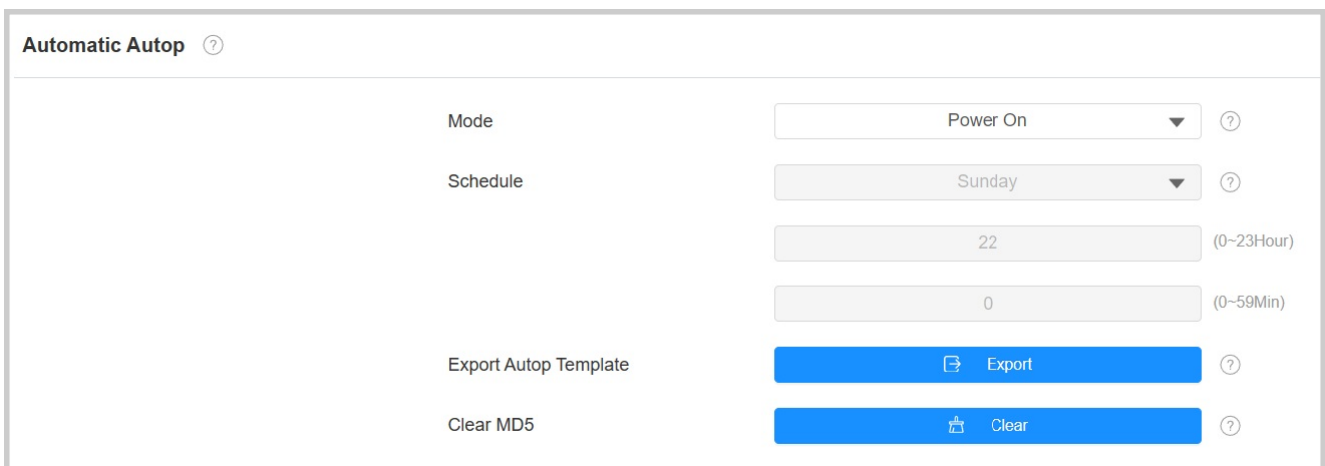 Automatic Autop ?
Mode Power On ?
Schedule Sunday ?
22 (0~23Hour)
0 (0~59Min)
Export Autop Template Export ?
Clear MD5 Clear ?